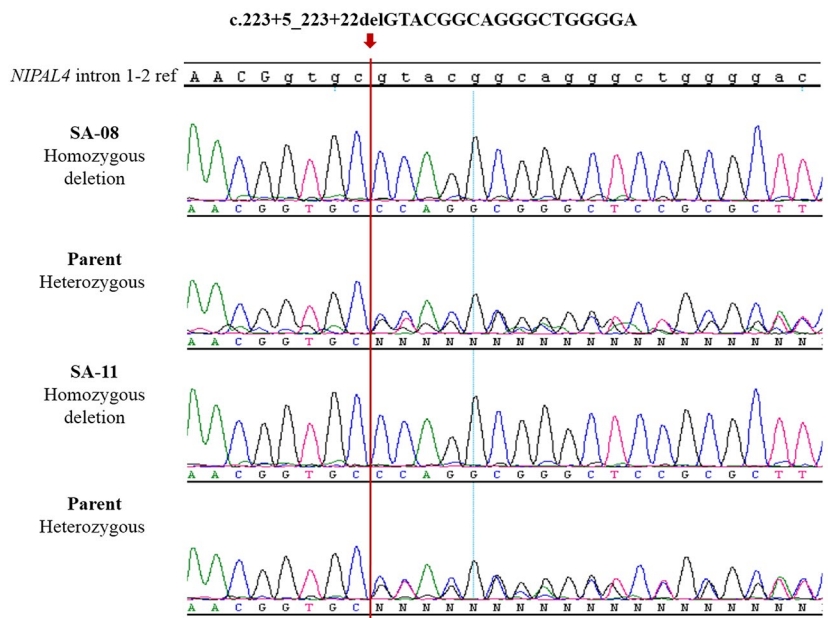 c.223+5_223+22delGTACGGCAGGGCTGGGGA
NIPAL4 intron 1-2 ref
A A C G g t g c g t a c g g c a g g g c t g g g g a c
SA-08
Homozygous
deletion
A A C G G T G C C C A G G C G G G C T C C G C G C T T
Parent
Heterozygous
A A C G G T G C N N N N N N N N N N N N N N N N N N N
SA-11
Homozygous
deletion
A A C G G T G C C C A G G C G G G C T C C G C G C T T
Parent
Heterozygous
A A C G G T G C N N N N N N N N N N N N N N N N N N N